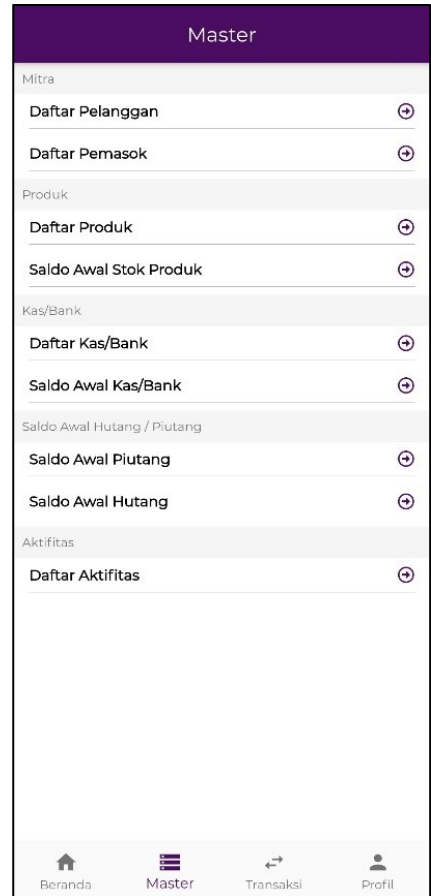 Master
Mitra
Daftar Pelanggan
Daftar Pemasok
Produk
Daftar Produk
Saldo Awal Stok Produk
Kas/Bank
Daftar Kas/Bank
Saldo Awal Kas/Bank
Saldo Awal Hutang / Piutang
Saldo Awal Piutang
Saldo Awal Hutang
Aktifitas
Daftar Aktifitas
Beranda Master Transaksi Profil